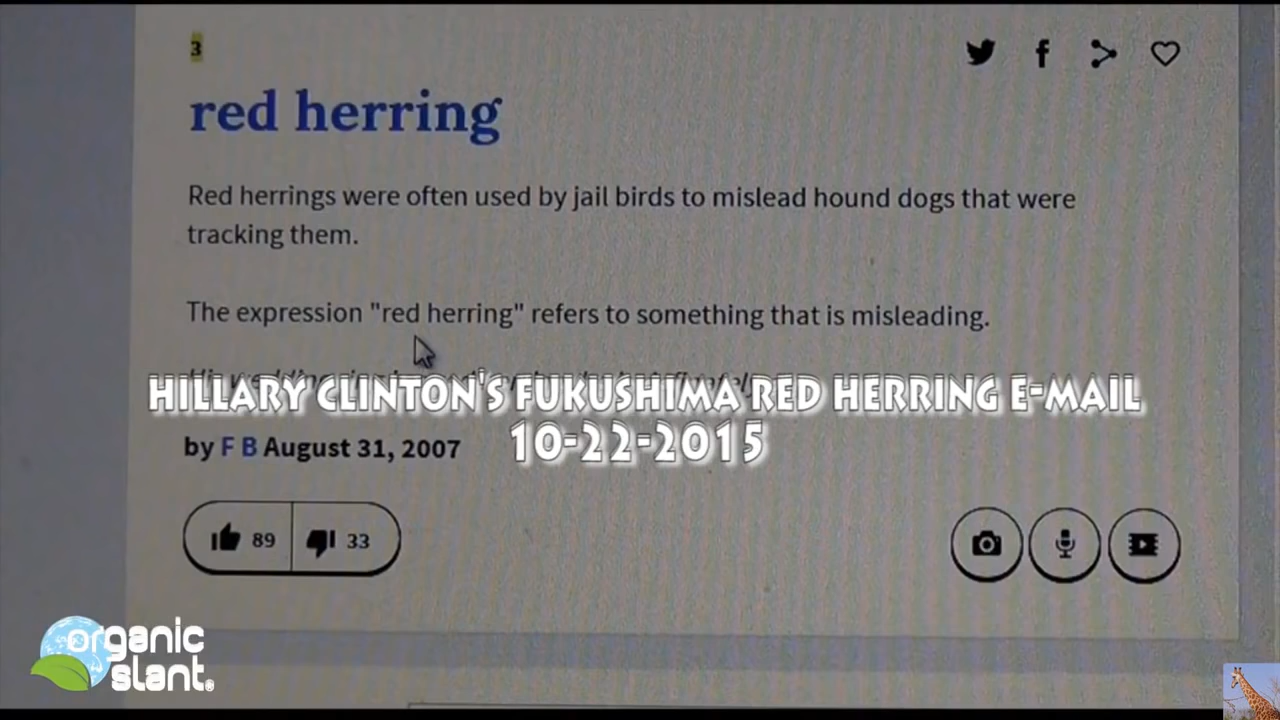 3
red herring
Red herrings were often used by jail birds to mislead hound dogs that were
tracking them.
The expression "red herring" refers to something that is misleading.
HILLARY CLINTON'S FUKUSHIMA RED HERRING E-MAIL
10-22-2015
by F B August 31, 2007
89 33
organic
slant